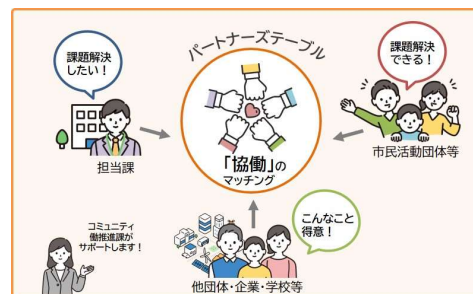 パートナーズテーブル
課題解決
したい！
課題解決
できる！
担当課
「協働」の
マッチング
市民活動団体等
こんなこと
得意！
コミュニティ
働推進課が
サポートします！
他団体・企業・学校等